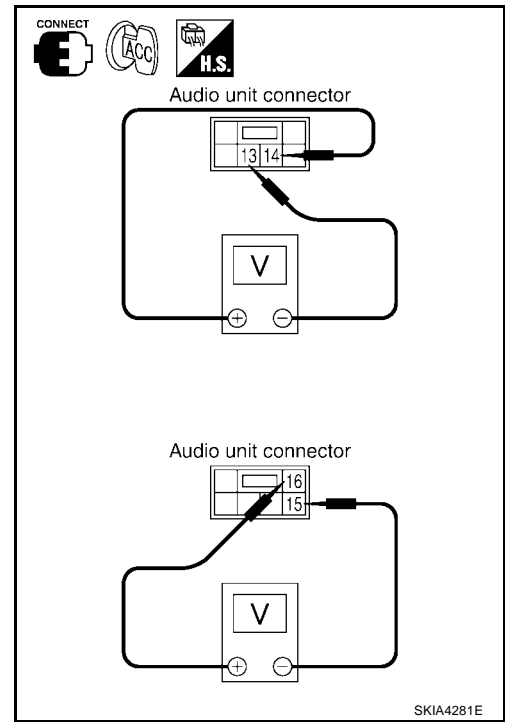 CONNECT
ACC
H.S.
Audio unit connector
13 14
V
+ −
Audio unit connector
16
15
V
+ −
SKIA4281E